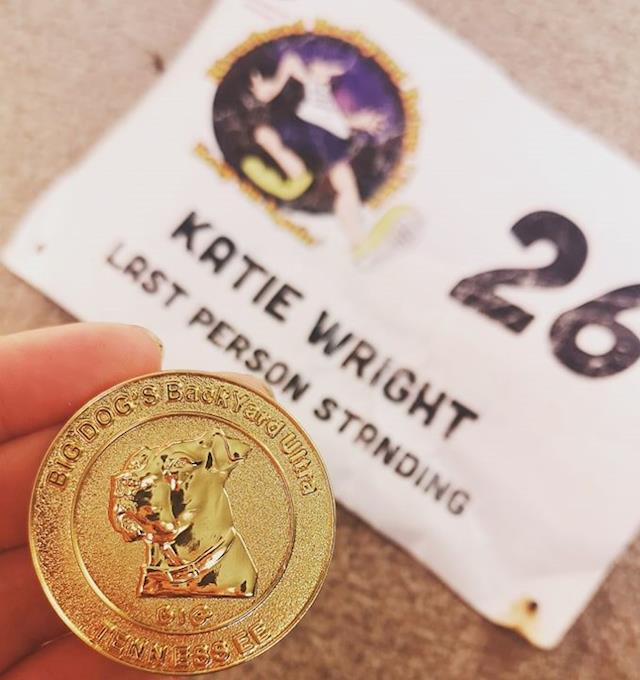 26
KATIE WRIGHT
LAST PERSON STANDING
BIG DOG'S BackYard Ultra
BIG
TENNESSEE